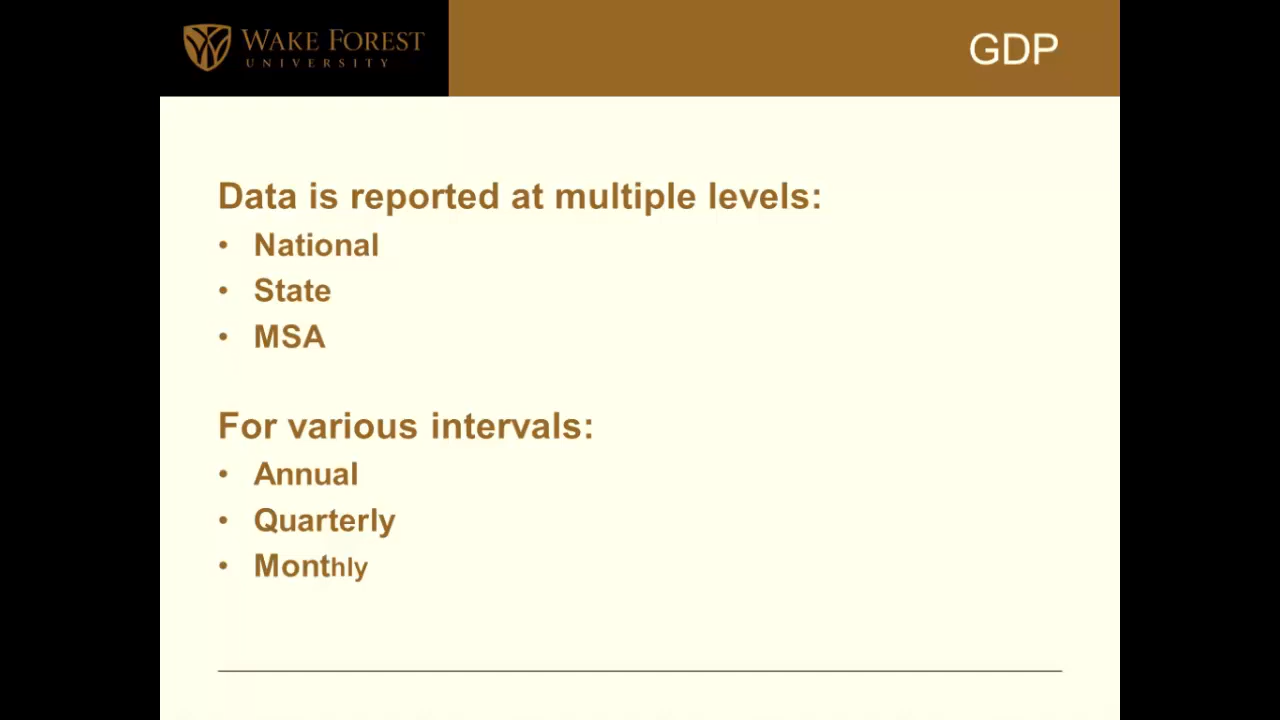 WAKE FOREST
UNIVERSITY
GDP
Data is reported at multiple levels:
• National
• State
• MSA
For various intervals:
• Annual
• Quarterly
• Monthly